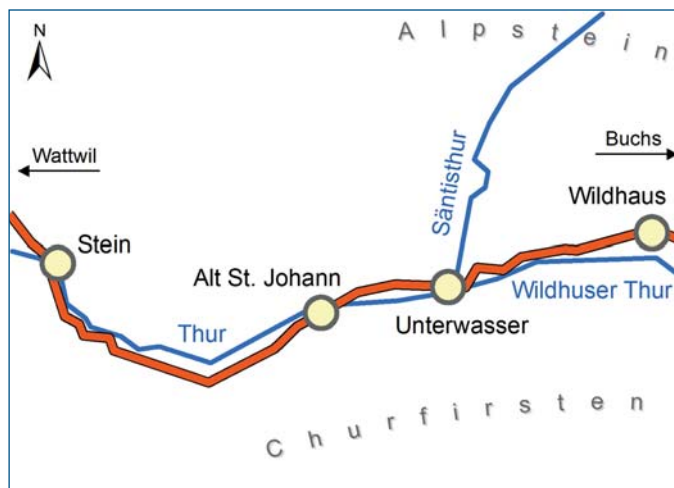 N
Alpstein
Wattwil
Buchs
Säntisthur
Wildhaus
Stein
Alt St. Johann
Wildhuser Thur
Thur
Unterwasser
Churfirsten